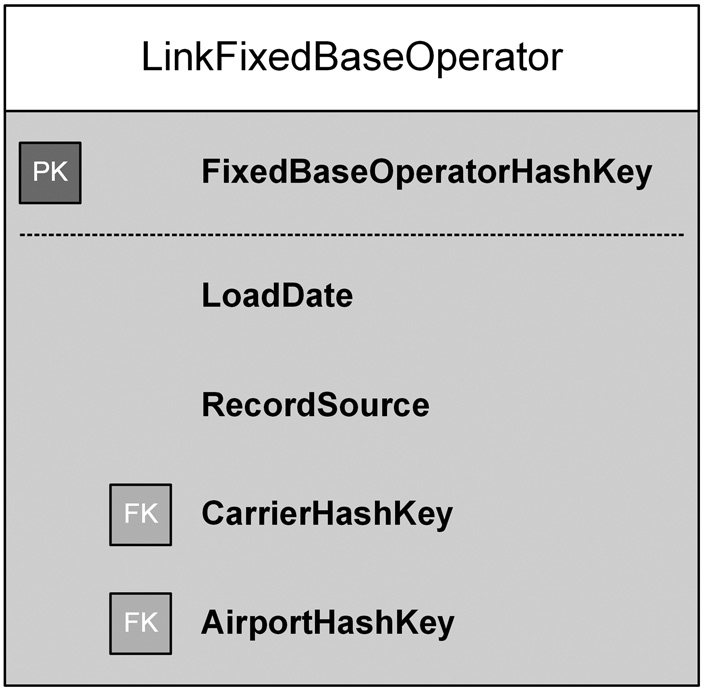 LinkFixedBaseOperator
PK FixedBaseOperatorHashKey
LoadDate
RecordSource
FK CarrierHashKey
FK AirportHashKey